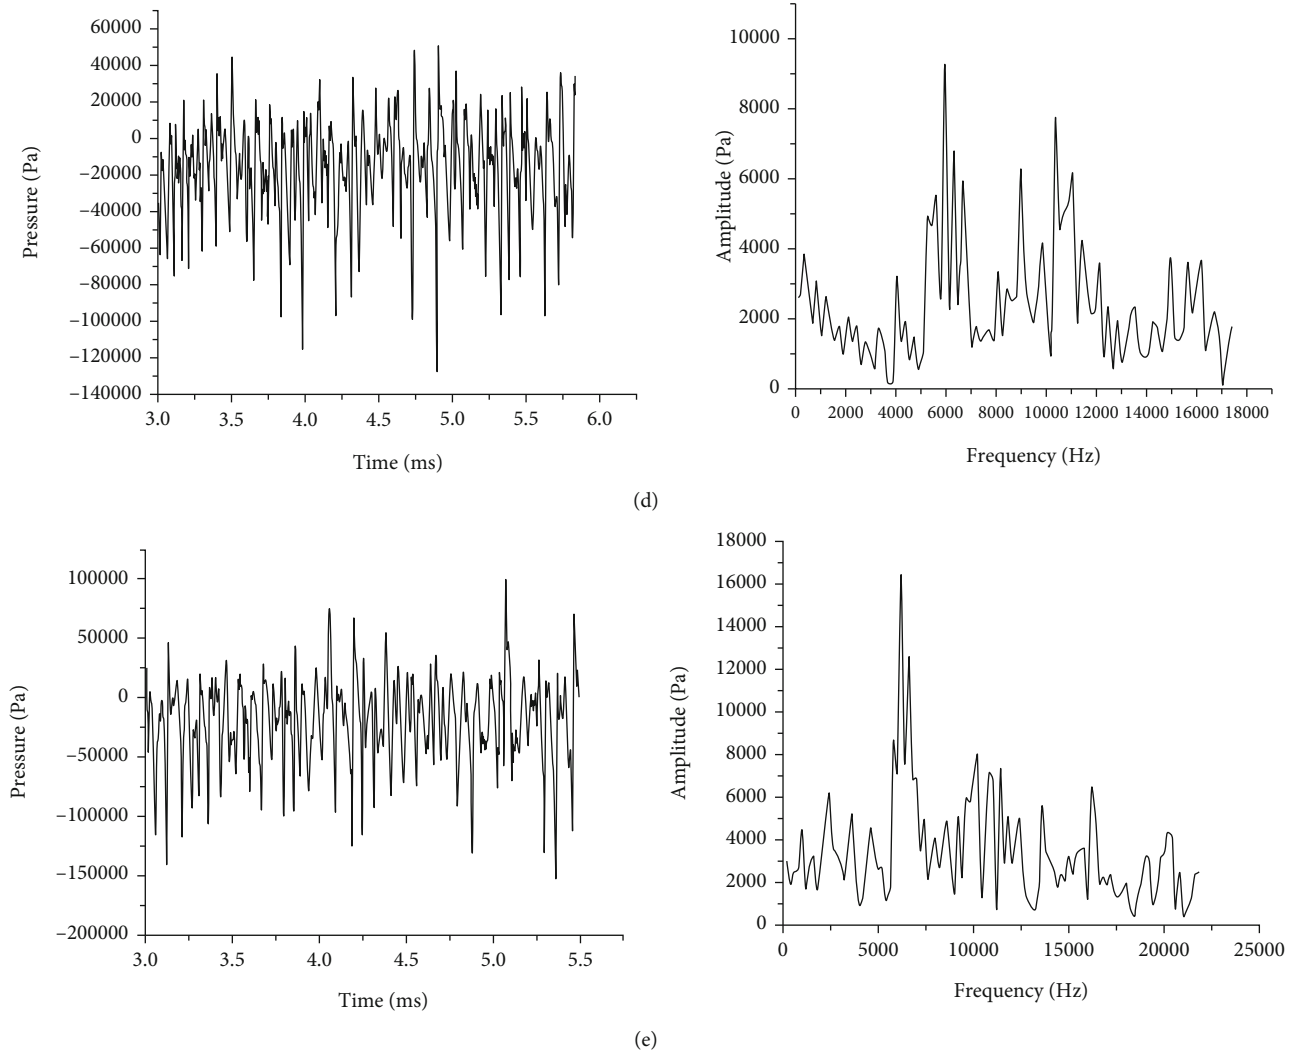 60000
40000
20000
0
−20000
−40000
−60000
−80000
−100000
−120000
−140000
Pressure (Pa)
3.0 3.5 4.0 4.5 5.0 5.5 6.0
Time (ms)
10000
8000
6000
4000
2000
0
Amplitude (Pa)
0 2000 4000 6000 8000 10000 12000 14000 16000 18000
Frequency (Hz)
(d)
100000
50000
0
−50000
−100000
−150000
−200000
Pressure (Pa)
3.0 3.5 4.0 4.5 5.0 5.5
Time (ms)
18000
16000
14000
12000
10000
8000
6000
4000
2000
0
Amplitude (Pa)
0 5000 10000 15000 20000 25000
Frequency (Hz)
(e)